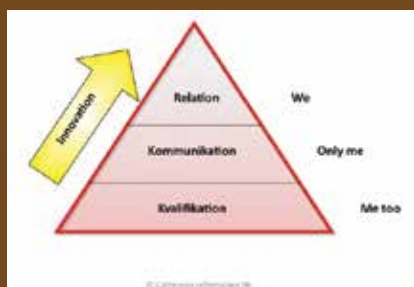 Innovation
Relation
We
Kommunikation
Only me
Kvalifikation
Me too